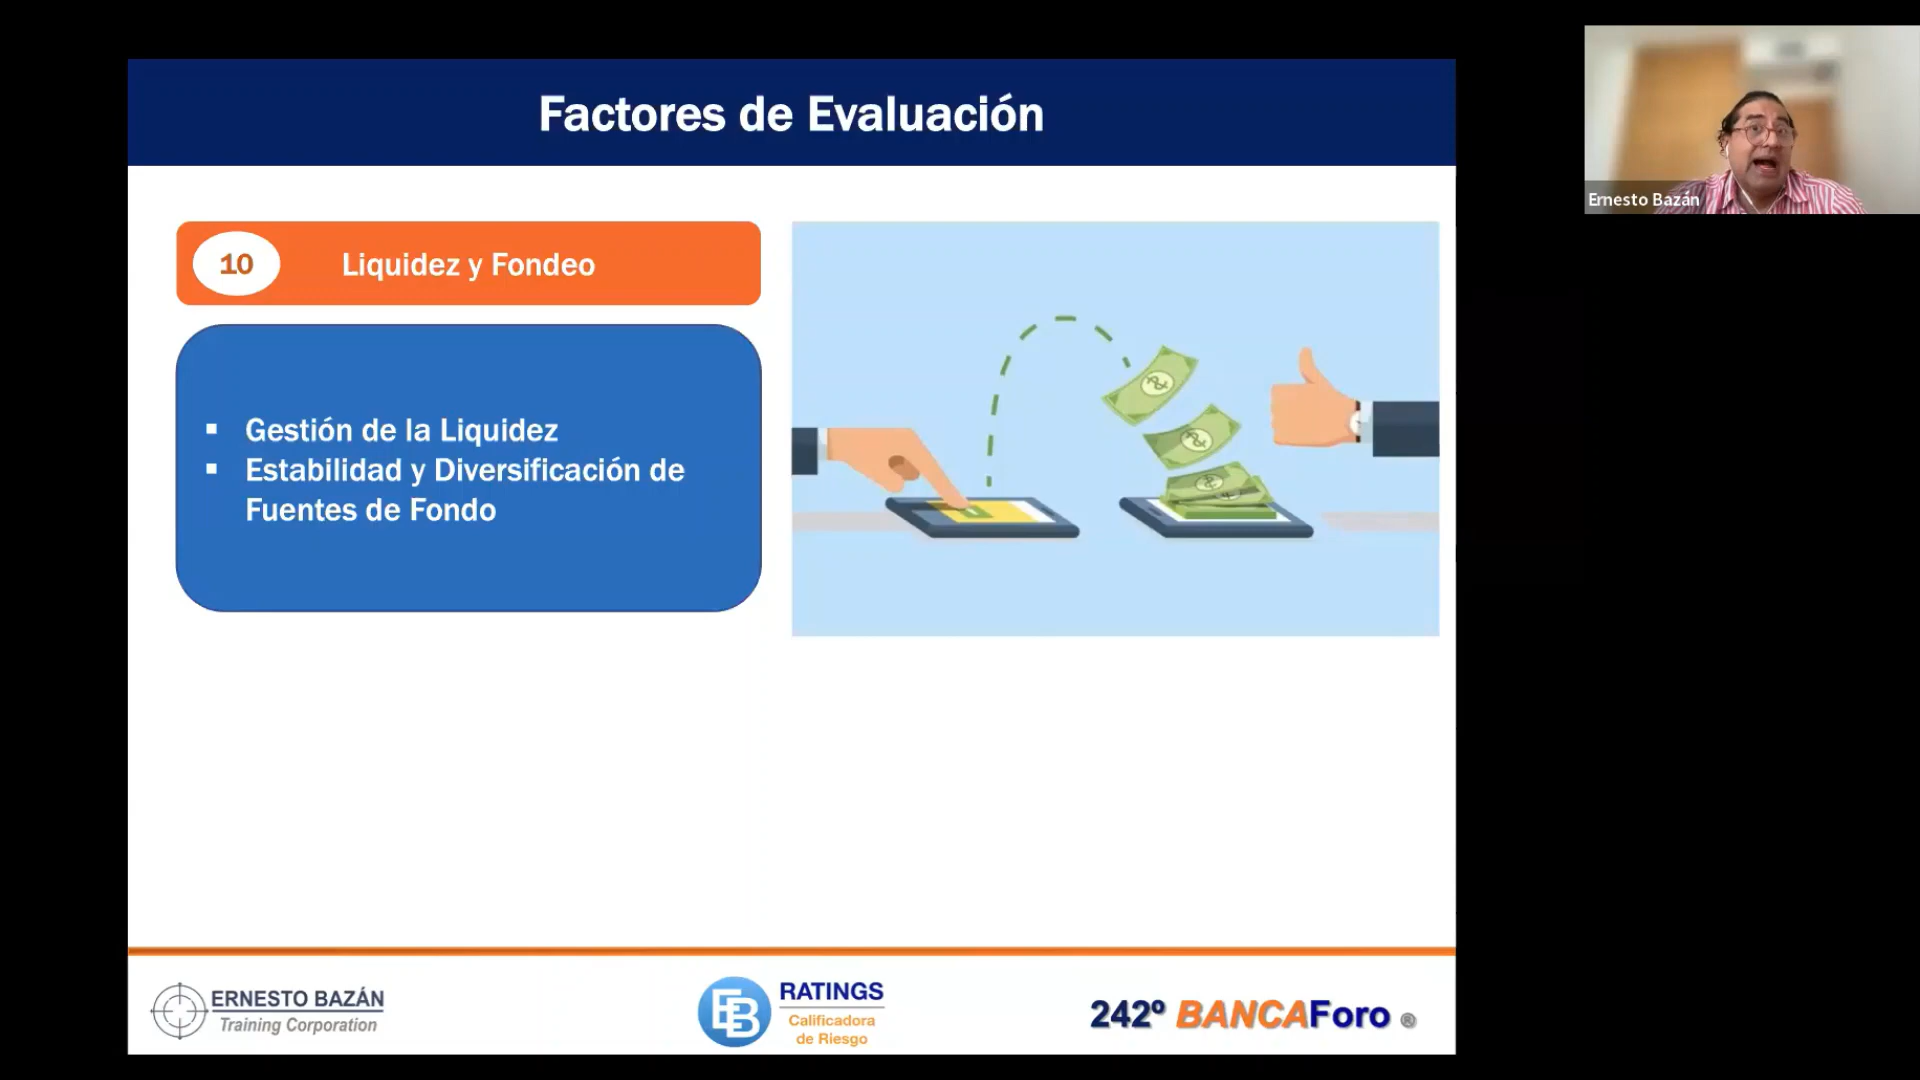 Factores de Evaluación
Ernesto Bazán
10 Liquidez y Fondeo
▪ Gestión de la Liquidez
▪ Estabilidad y Diversificación de
Fuentes de Fondo
ERNESTO BAZÁN
Training Corporation
EB
RATINGS
Calificadora
de Riesgo
242º BANCAForo ®